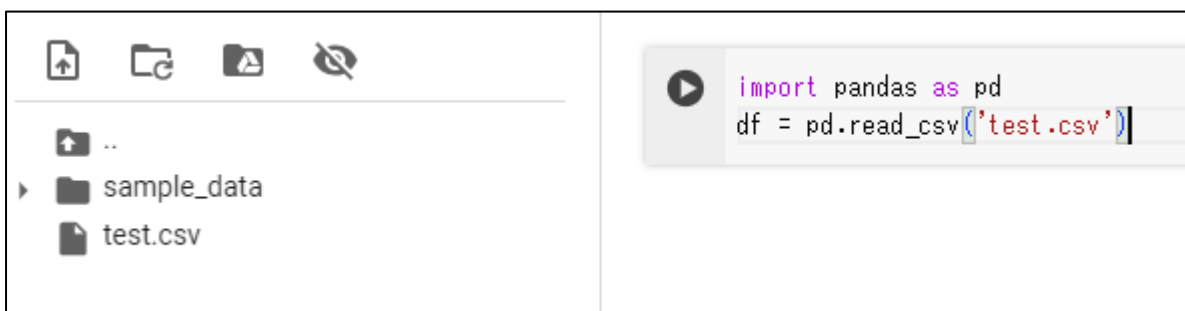 ..
sample_data
test.csv
import pandas as pd
df = pd.read_csv('test.csv')